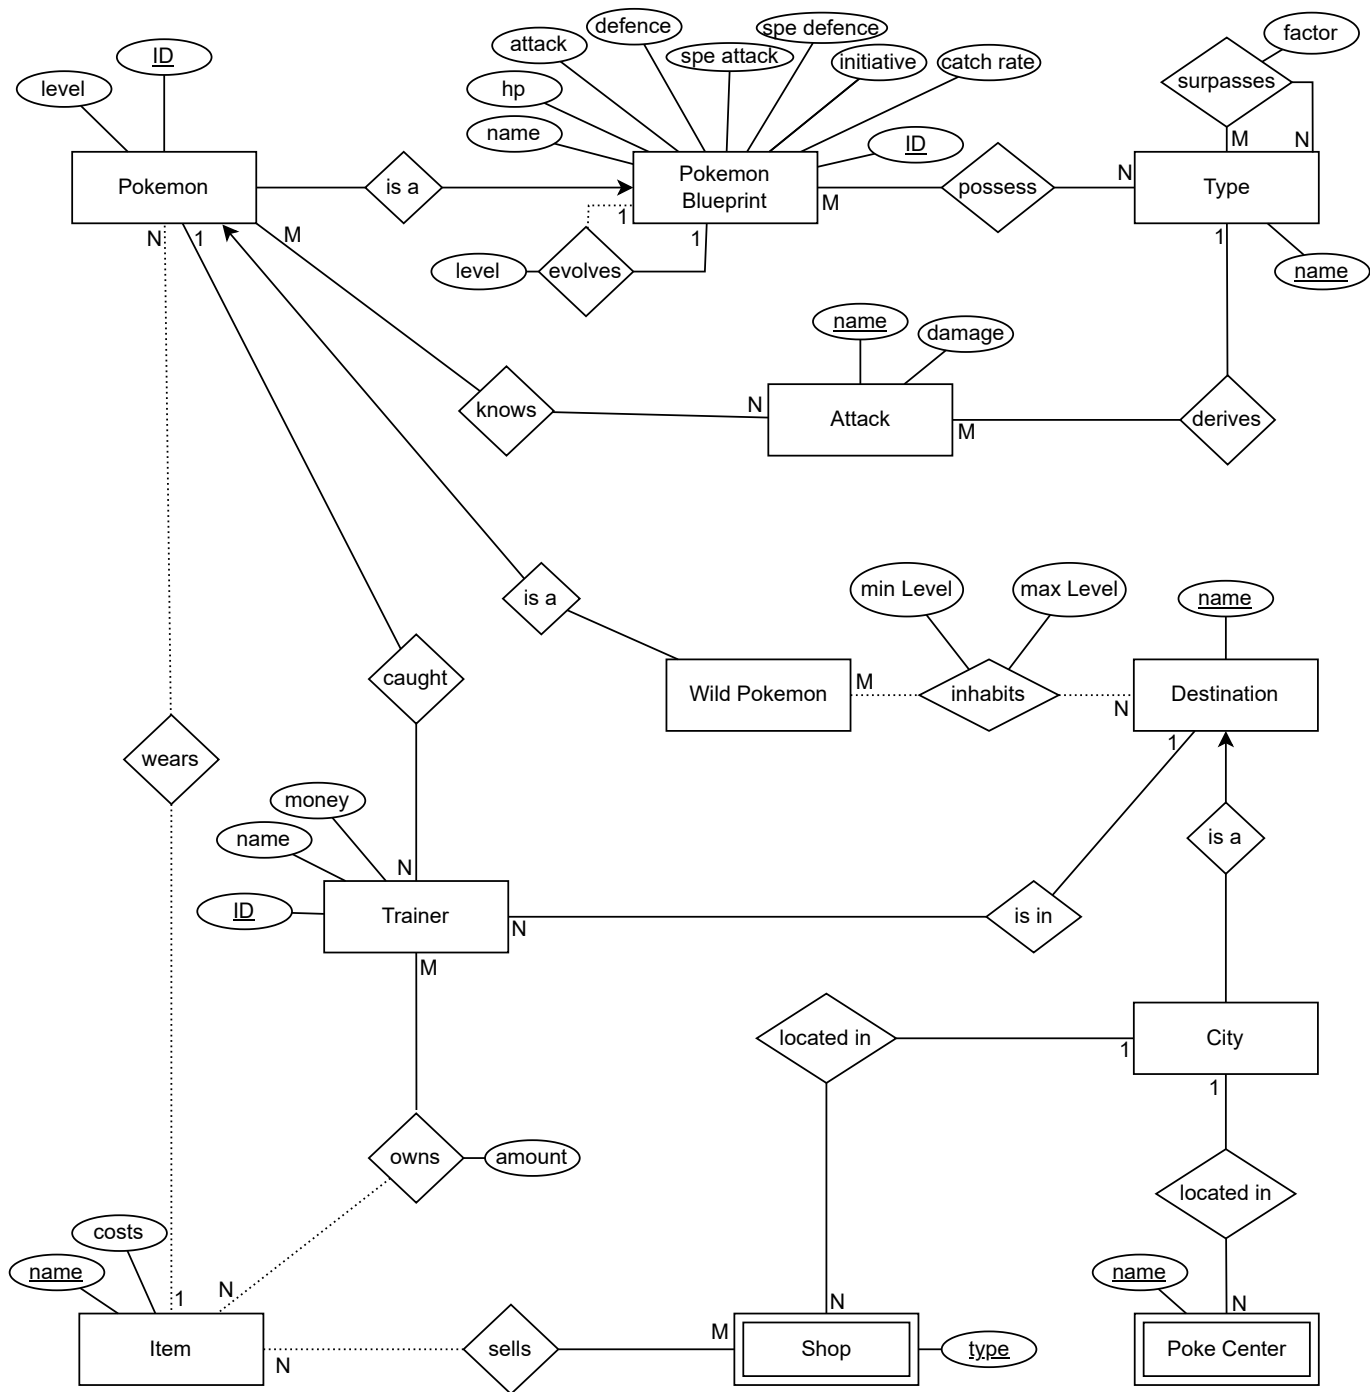 defence
spe defence
factor
attack
ID
spe attack
initiative
catch rate
surpasses
level
hp
name
ID
M
N
Pokemon
is a
Pokemon
Blueprint
possess
N
Type
M
N
1
M
1
1
1
level
evolves
name
name
damage
knows
N
Attack
M
derives
is a
min Level
max Level
name
caught
Wild Pokemon
M
inhabits
N
Destination
1
wears
money
name
is a
N
ID
Trainer
N
is in
M
located in
1
City
1
owns
amount
located in
costs
name
N
1
N
name
N
Item
N
sells
M
Shop
type
Poke Center